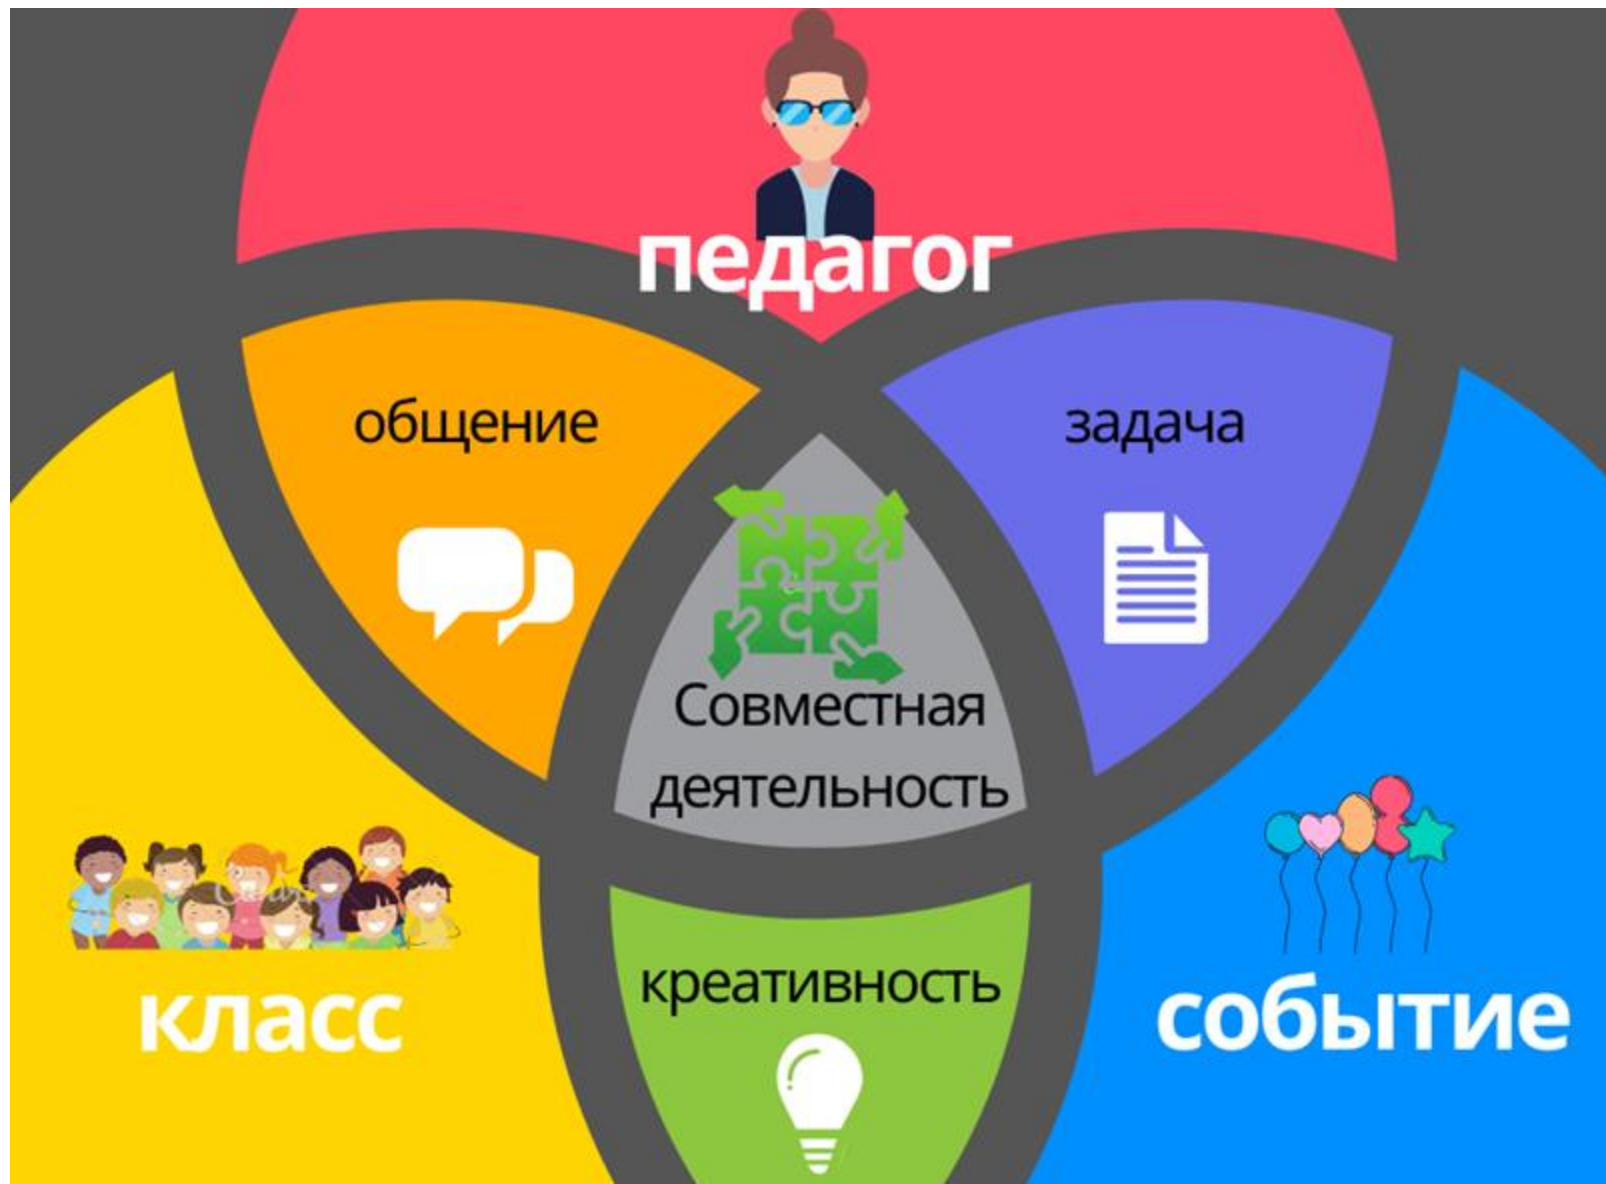 педагог
общение
задача
Совместная
деятельность
креативность
класс
событие